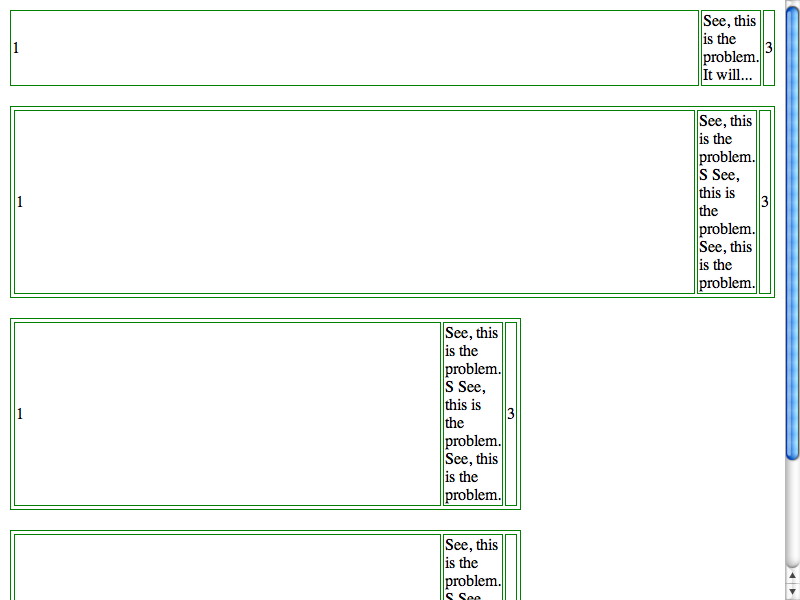 1
See, this
is the
problem.
It will...
3
1
See, this
is the
problem.
S See,
this is
the
problem.
See, this
is the
problem.
3
1
See, this
is the
problem.
S See,
this is
the
problem.
See, this
is the
problem.
3
See, this
is the
problem.
S See,